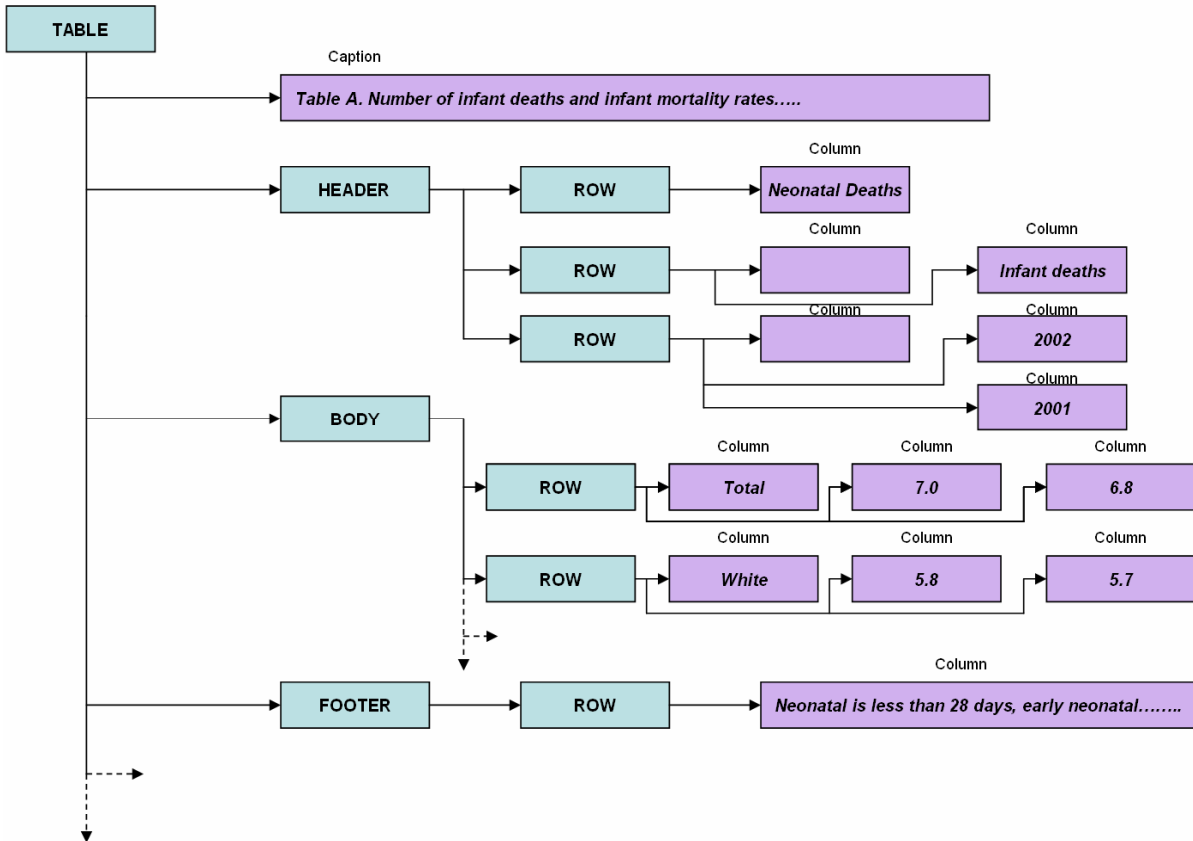 TABLE
Caption
Table A. Number of infant deaths and infant mortality rates…..
Column
HEADER
ROW
Neonatal Deaths
Column
Column
ROW
Infant deaths
Column
Column
ROW
2002
Column
2001
BODY
Column
Column
Column
ROW
Total
7.0
6.8
Column
Column
Column
ROW
White
5.8
5.7
Column
FOOTER
ROW
Neonatal is less than 28 days, early neonatal……..